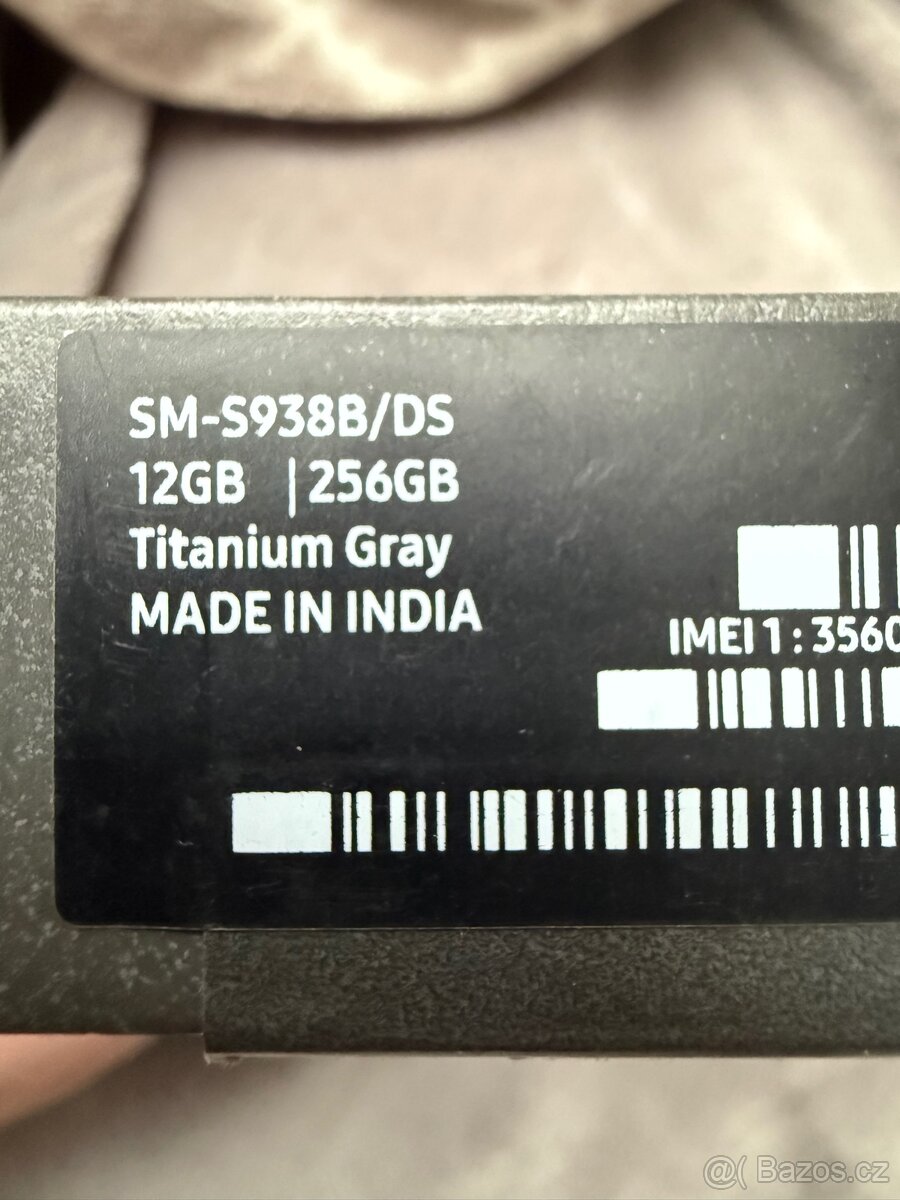 SM-S938B/DS
12GB | 256GB
Titanium Gray
MADE IN INDIA
IMEI 1 : 3560
@( Bazos.cz